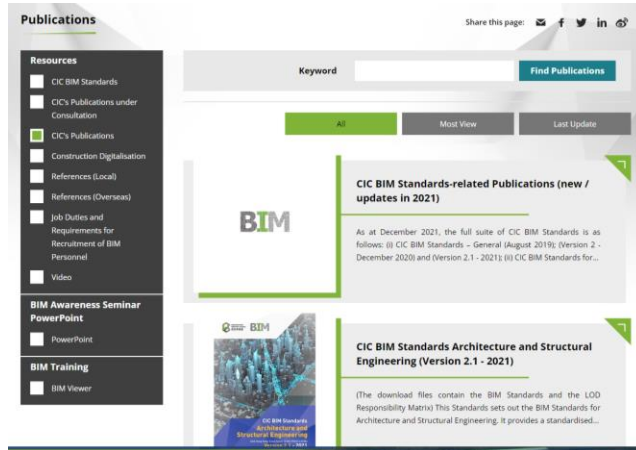 Publications
Share this page:
Resources
CIC BIM Standards
CIC's Publications under
Consultation
CIC's Publications
Construction Digitalisation
References (Local)
References (Overseas)
Job Duties and
Requirements for
Recruitment of BIM
Personnel
Video
BIM Awareness Seminar
PowerPoint
PowerPoint
BIM Training
BIM Viewer
Keyword
Find Publications
All
Most View
Last Update
BIM
CIC BIM Standards-related Publications (new /
updates in 2021)
As at December 2021, the full suite of CIC BIM Standards is as
follows: (i) CIC BIM Standards – General (August 2019); (Version 2 -
December 2020) and (Version 2.1 - 2021); (ii) CIC BIM Standards for...
BIM
CIC BIM Standards
Architecture and
Structural Engineering
Version 2.1 - 2021
CIC BIM Standards Architecture and Structural
Engineering (Version 2.1 - 2021)
(The download files contain the BIM Standards and the LOD
Responsibility Matrix) This Standards sets out the BIM Standards for
Architecture and Structural Engineering. It provides a standardised...